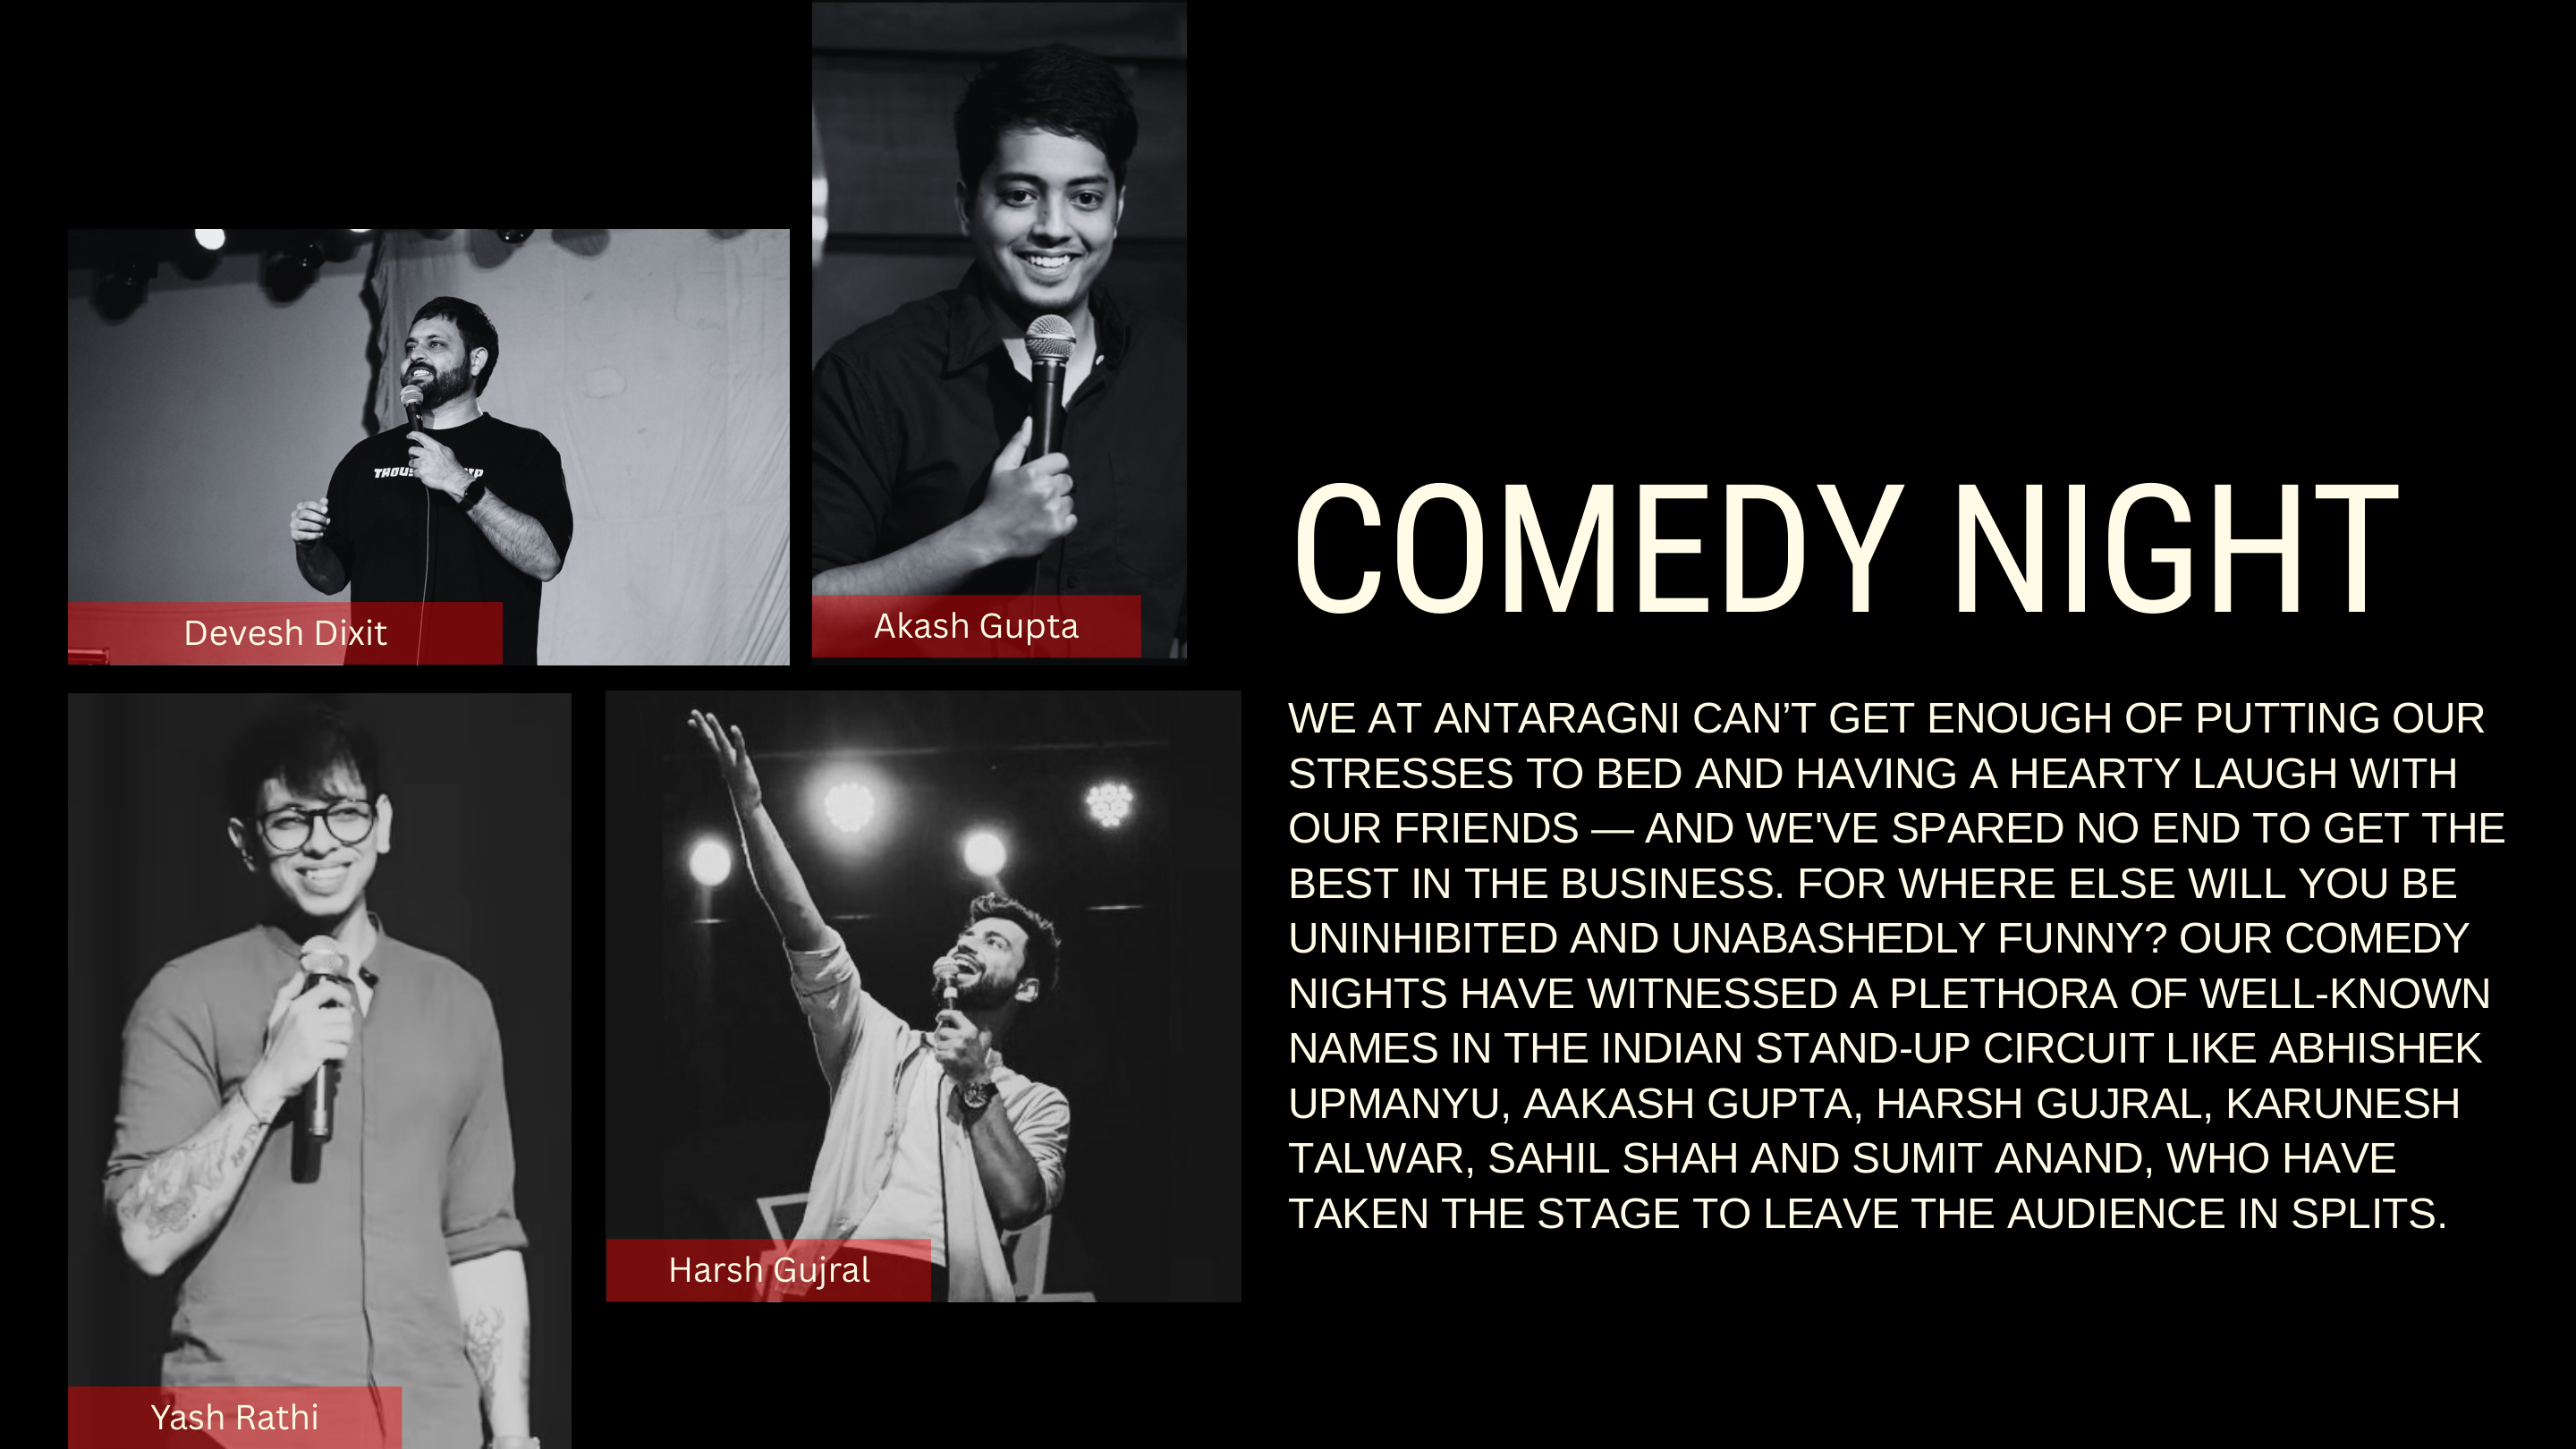 Akash Gupta
Devesh Dixit
Yash Rathi
Harsh Gujral
COMEDY NIGHT
WE AT ANTARAGNI CAN’T GET ENOUGH OF PUTTING OUR
STRESSES TO BED AND HAVING A HEARTY LAUGH WITH
OUR FRIENDS — AND WE'VE SPARED NO END TO GET THE
BEST IN THE BUSINESS. FOR WHERE ELSE WILL YOU BE
UNINHIBITED AND UNABASHEDLY FUNNY? OUR COMEDY
NIGHTS HAVE WITNESSED A PLETHORA OF WELL-KNOWN
NAMES IN THE INDIAN STAND-UP CIRCUIT LIKE ABHISHEK
UPMANYU, AAKASH GUPTA, HARSH GUJRAL, KARUNESH
TALWAR, SAHIL SHAH AND SUMIT ANAND, WHO HAVE
TAKEN THE STAGE TO LEAVE THE AUDIENCE IN SPLITS.